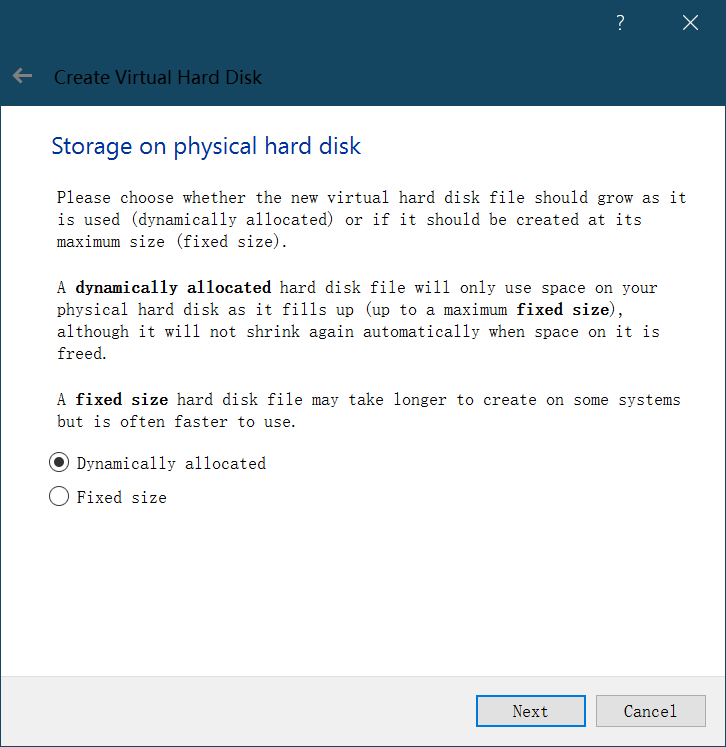 ?
Create Virtual Hard Disk
Storage on physical hard disk
Please choose whether the new virtual hard disk file should grow as it
is used (dynamically allocated) or if it should be created at its
maximum size (fixed size).
A dynamically allocated hard disk file will only use space on your
physical hard disk as it fills up (up to a maximum fixed size),
although it will not shrink again automatically when space on it is
freed.
A fixed size hard disk file may take longer to create on some systems
but is often faster to use.
Dynamically allocated
Fixed size
Next
Cancel